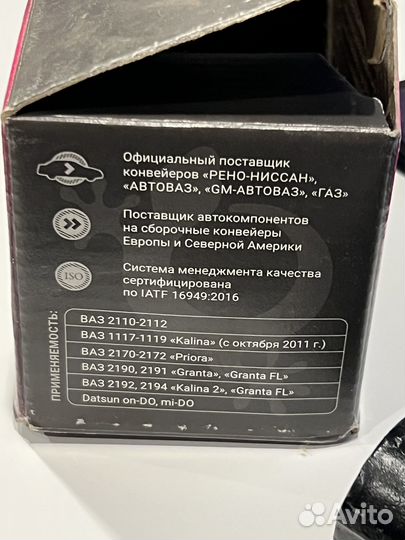 Официальный поставщик
конвейеров «РЕНО-НИССАН»,
«АВТОВАЗ», «GM-АВТОВАЗ», «ГАЗ»
Поставщик автокомпонентов
на сборочные конвейеры
Европы и Северной Америки
ISO
Система менеджмента качества
сертифицирована
по IATF 16949:2016
ПРИМЕНЯЕМОСТЬ:
ВАЗ 2110-2112
ВАЗ 1117-1119 «Kalina» (с октября 2011 г.)
ВАЗ 2170-2172 «Priora»
ВАЗ 2190, 2191 «Granta», «Granta FL»
ВАЗ 2192, 2194 «Kalina 2», «Granta FL»
Datsun on-DO, mi-DO
Avito